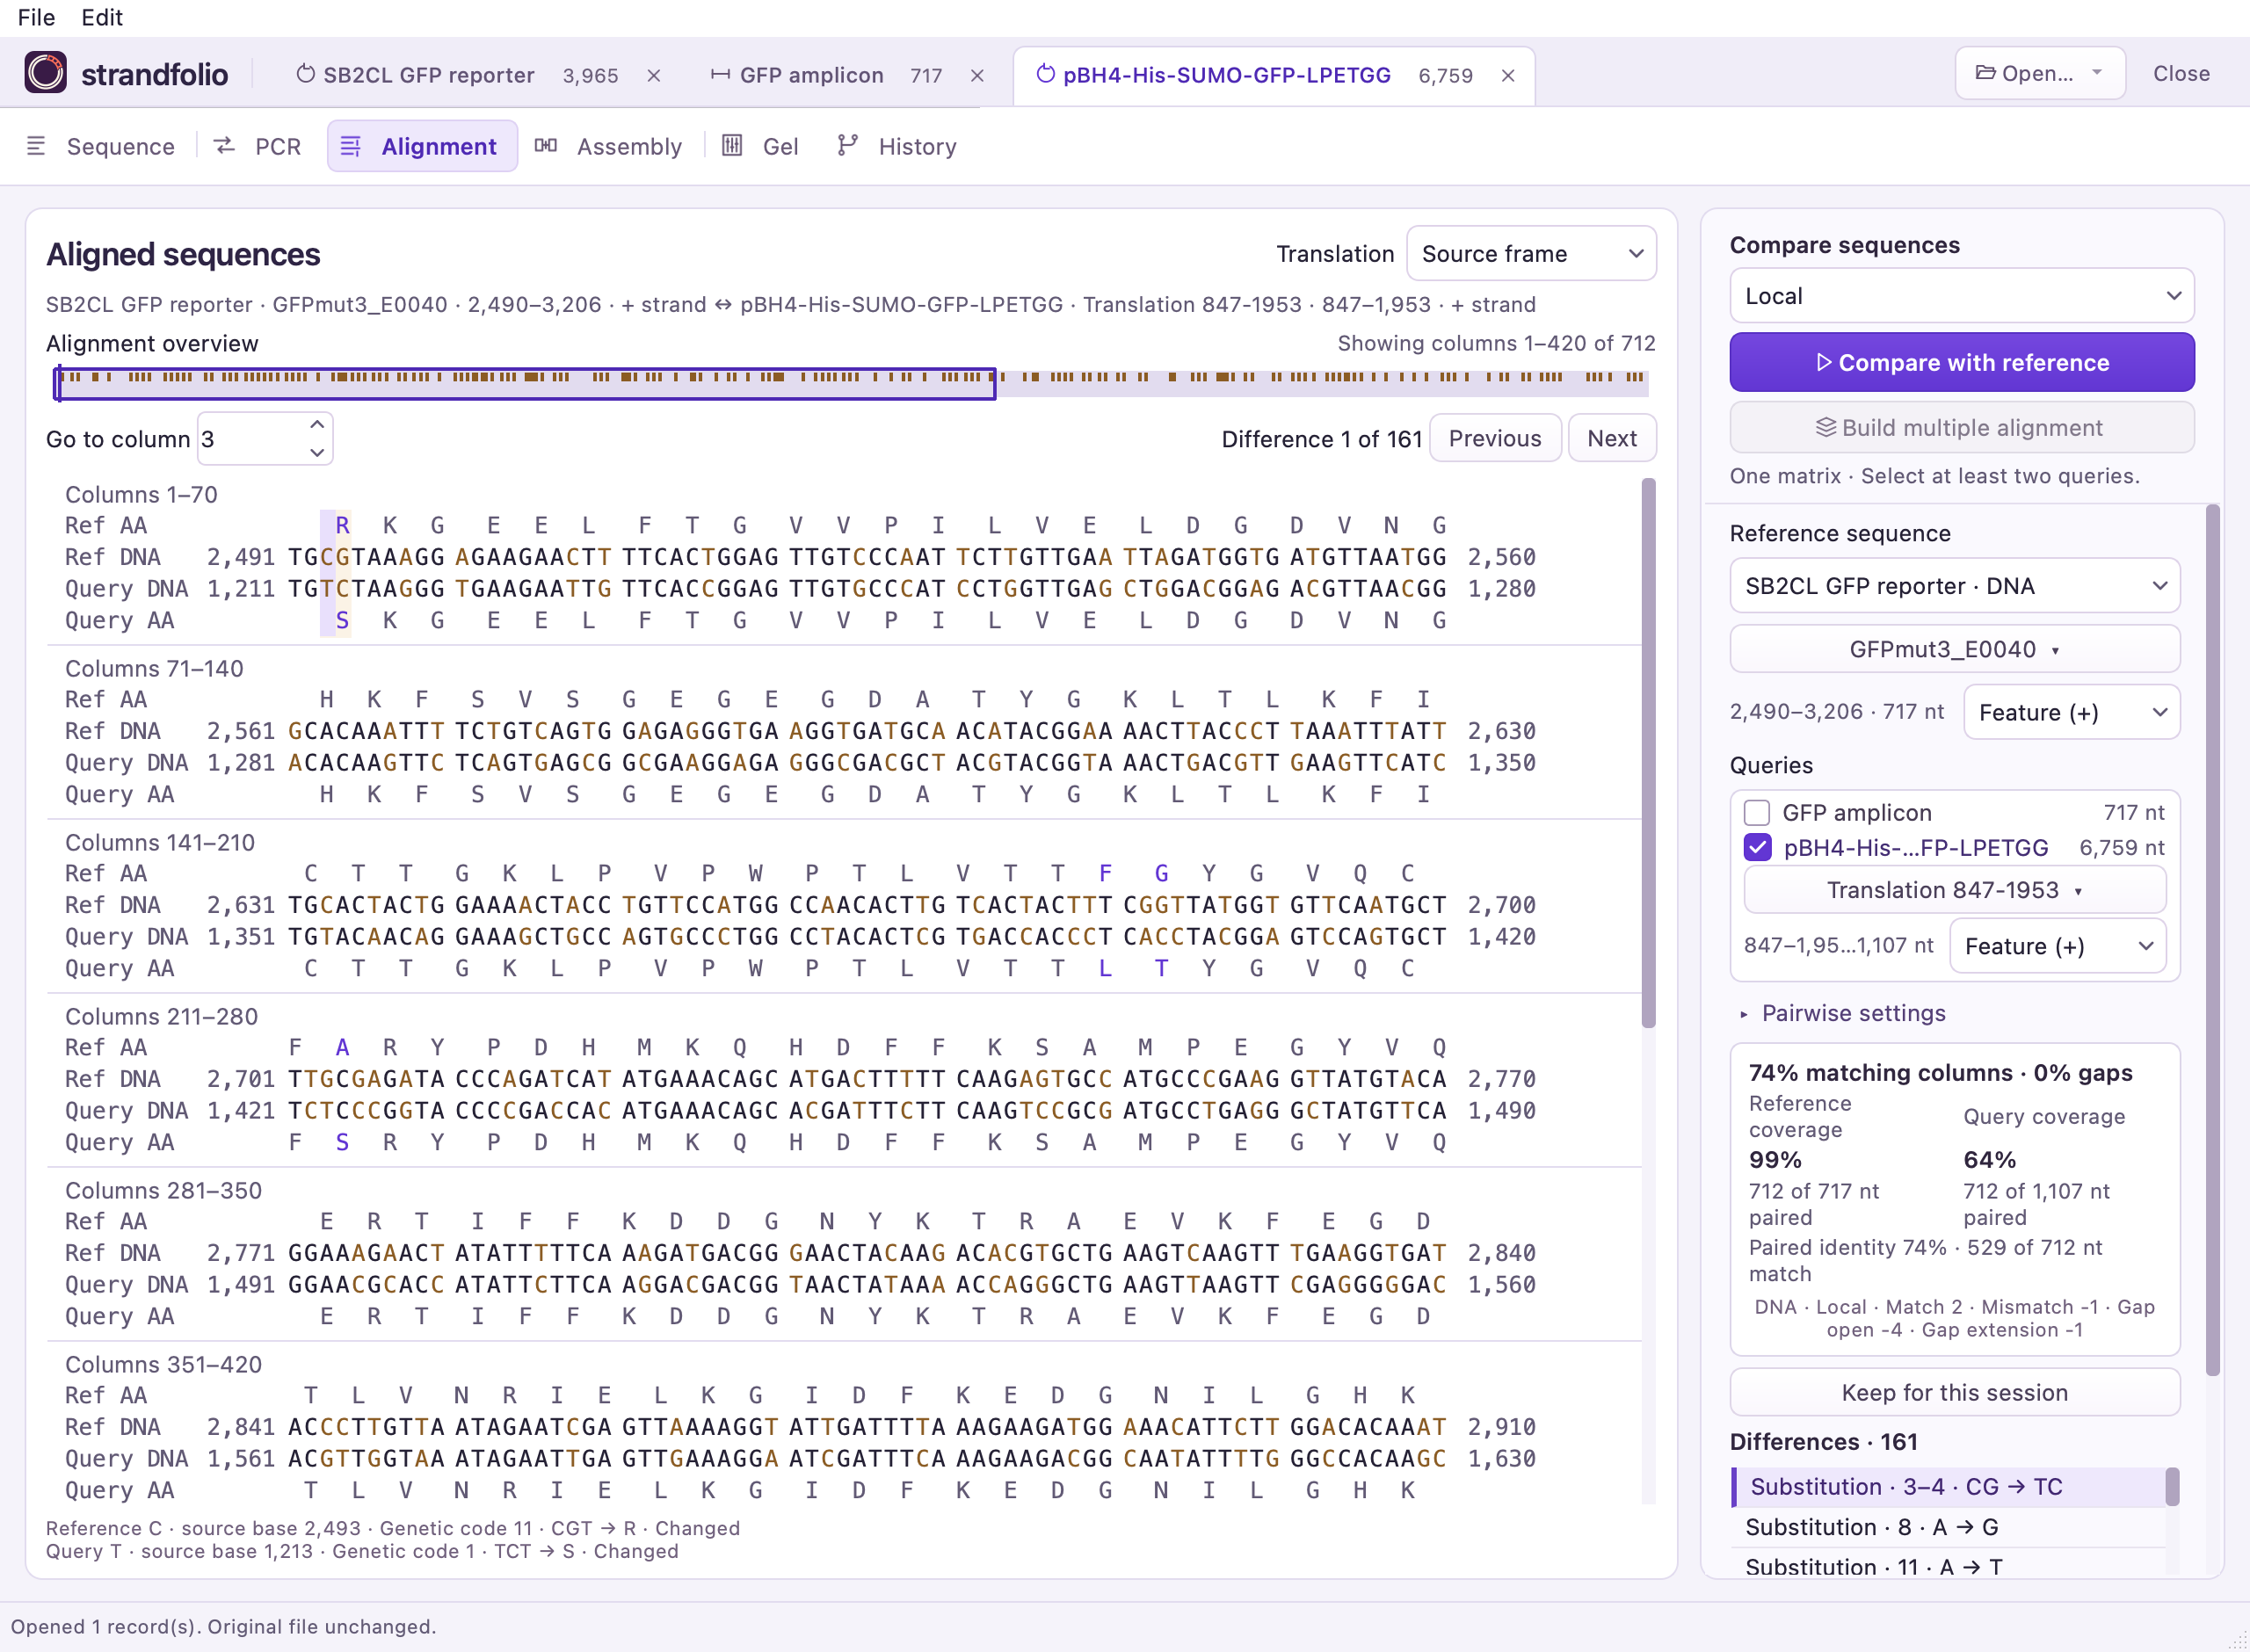 File Edit
strandfolio SB2CL GFP reporter 3,965 × GFP amplicon 717 × pBH4-His-SUMO-GFP-LPETGG 6,759 × Open... Close
Sequence PCR Alignment Assembly Gel History
Aligned sequences Translation Source frame
SB2CL GFP reporter · GFPmut3_E0040 · 2,490–3,206 · + strand ↔ pBH4-His-SUMO-GFP-LPETGG · Translation 847-1953 · 847–1,953 · + strand
Alignment overview Showing columns 1–420 of 712
Go to column 3 Difference 1 of 161 Previous Next
Columns 1–70
Ref AA R K G E E L F T G V V P I L V E L D G D V N G
Ref DNA 2,491 TGCGTAAAGG AGAAGAACTT TTCACTGGAG TTGTCCCAAT TCTTGTTGAA TTAGATGGTG ATGTTAATGG 2,560
Query DNA 1,211 TGTCTAAGGG TGAAGAATTG TTCACCGGAG TTGTGCCCAT CCTGGTTGAG CTGGACGGAG ACGTTAACGG 1,280
Query AA S K G E E L F T G V V P I L V E L D G D V N G
Columns 71–140
Ref AA H K F S V S G E G E G D A T Y G K L T L K F I
Ref DNA 2,561 GCACAAATTT TCTGTCAGTG GAGAGGGTGA AGGTGATGCA ACATACGGAA AACTTACCCT TAAATTTATT 2,630
Query DNA 1,281 ACACAAGTTC TCAGTGAGCG GCGAAGGAGA GGGCGACGCT ACGTACGGTA AACTGACGTT GAAGTTCATC 1,350
Query AA H K F S V S G E G E G D A T Y G K L T L K F I
Columns 141–210
Ref AA C T T G K L P V P W P T L V T T F G Y G V Q C
Ref DNA 2,631 TGCACTACTG GAAAACTACC TGTTCCATGG CCAACACTTG TCACTACTTT CGGTTATGGT GTTCAATGCT 2,700
Query DNA 1,351 TGTACAACAG GAAAGCTGCC AGTGCCCTGG CCTACACTCG TGACCACCCT CACCTACGGA GTCCAGTGCT 1,420
Query AA C T T G K L P V P W P T L V T T L T Y G V Q C
Columns 211–280
Ref AA F A R Y P D H M K Q H D F F K S A M P E G Y V Q
Ref DNA 2,701 TTGCGAGATA CCCAGATCAT ATGAAACAGC ATGACTTTTT CAAGAGTGCC ATGCCCGAAG GTTATGTACA 2,770
Query DNA 1,421 TCTCCCGGTA CCCCGACCAC ATGAAACAGC ACGATTTCTT CAAGTCCGCG ATGCCTGAGG GCTATGTTCA 1,490
Query AA F S R Y P D H M K Q H D F F K S A M P E G Y V Q
Columns 281–350
Ref AA E R T I F F K D D G N Y K T R A E V K F E G D
Ref DNA 2,771 GGAAAGAACT ATATTTTTCA AAGATGACGG GAACTACAAG ACACGTGCTG AAGTCAAGTT TGAAGGTGAT 2,840
Query DNA 1,491 GGAACGCACC ATATTCTTCA AGGACGACGG TAACTATAAA ACCAGGGCTG AAGTTAAGTT CGAGGGGGAC 1,560
Query AA E R T I F F K D D G N Y K T R A E V K F E G D
Columns 351–420
Ref AA T L V N R I E L K G I D F K E D G N I L G H K
Ref DNA 2,841 ACCCTTGTTA ATAGAATCGA GTTAAAAGGT ATTGATTTTA AAGAAGATGG AAACATTCTT GGACACAAAT 2,910
Query DNA 1,561 ACGTTGGTAA ATAGAATTGA GTTGAAAGGA ATCGATTTCA AAGAAGACGG CAATATTTTG GGCCACAAGC 1,630
Query AA T L V N R I E L K G I D F K E D G N I L G H K
Reference C · source base 2,493 · Genetic code 11 · CGT → R · Changed
Query T · source base 1,213 · Genetic code 1 · TCT → S · Changed
Compare sequences
Local
Compare with reference
Build multiple alignment
One matrix · Select at least two queries.
Reference sequence
SB2CL GFP reporter · DNA
GFPmut3_E0040
2,490–3,206 · 717 nt Feature (+)
Queries
GFP amplicon 717 nt
pBH4-His-...FP-LPETGG 6,759 nt
Translation 847-1953
847–1,95...1,107 nt Feature (+)
Pairwise settings
74% matching columns · 0% gaps
Reference coverage Query coverage
99% 64%
712 of 717 nt paired 712 of 1,107 nt paired
Paired identity 74% · 529 of 712 nt
match
DNA · Local · Match 2 · Mismatch -1 · Gap
open -4 · Gap extension -1
Keep for this session
Differences · 161
Substitution · 3–4 · CG → TC
Substitution · 8 · A → G
Substitution · 11 · A → T
Opened 1 record(s). Original file unchanged.